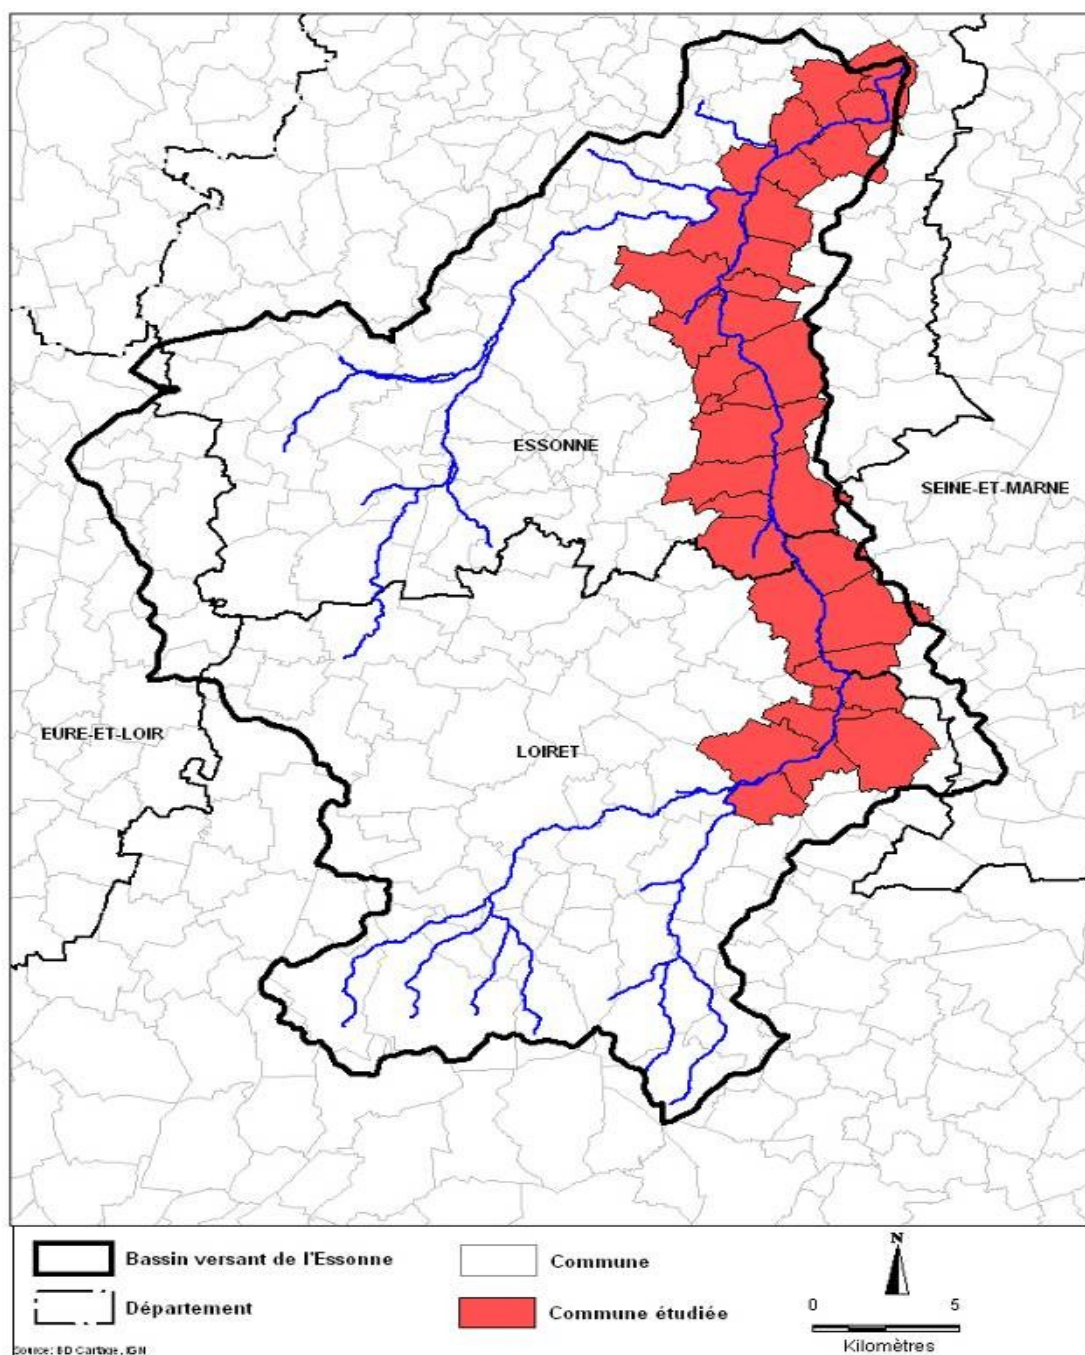 ESSONNE
SEINE-ET-MARNE
EURE-ET-LOIR
LOIRET
Bassin versant de l'Essonne
Commune
N
Département
Commune étudiée
0 5
Kilomètres
Source: BD Cartage, IGN